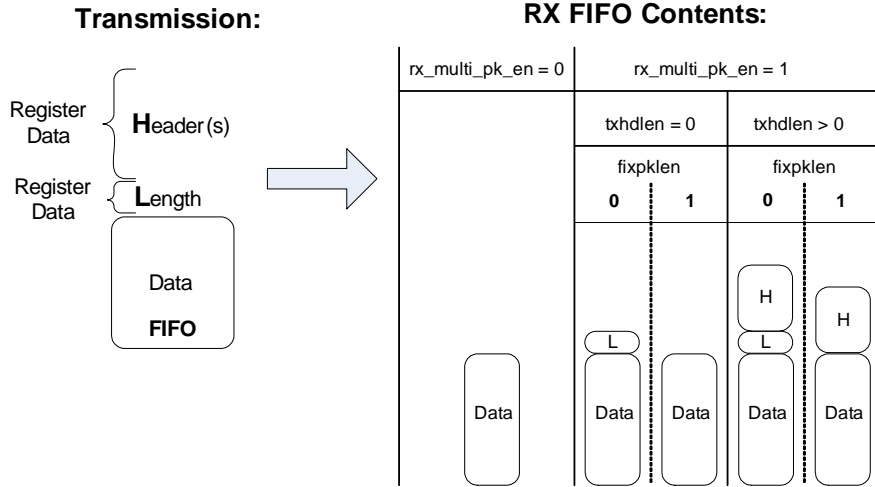 Transmission:
RX FIFO Contents:
rx_multi_pk_en = 0
rx_multi_pk_en = 1
Register
Data
Header(s)
txhdlen = 0
txhdlen > 0
fixpklen
fixpklen
Register
Data
Length
0
1
0
1
Data
FIFO
H
H
L
L
Data
Data
Data
Data
Data